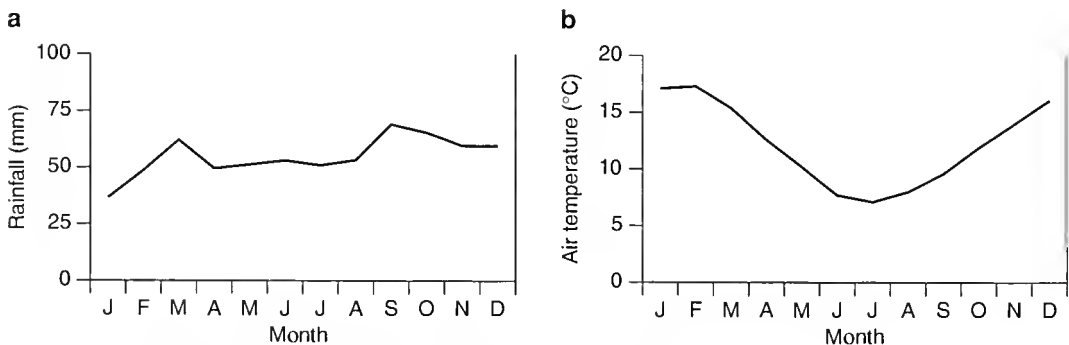 a
100
75
50
25
0
Rainfall (mm)
J F M A M J J A S O N D
Month
b
20
15
10
5
0
Air temperature (°C)
J F M A M J J A S O N D
Month